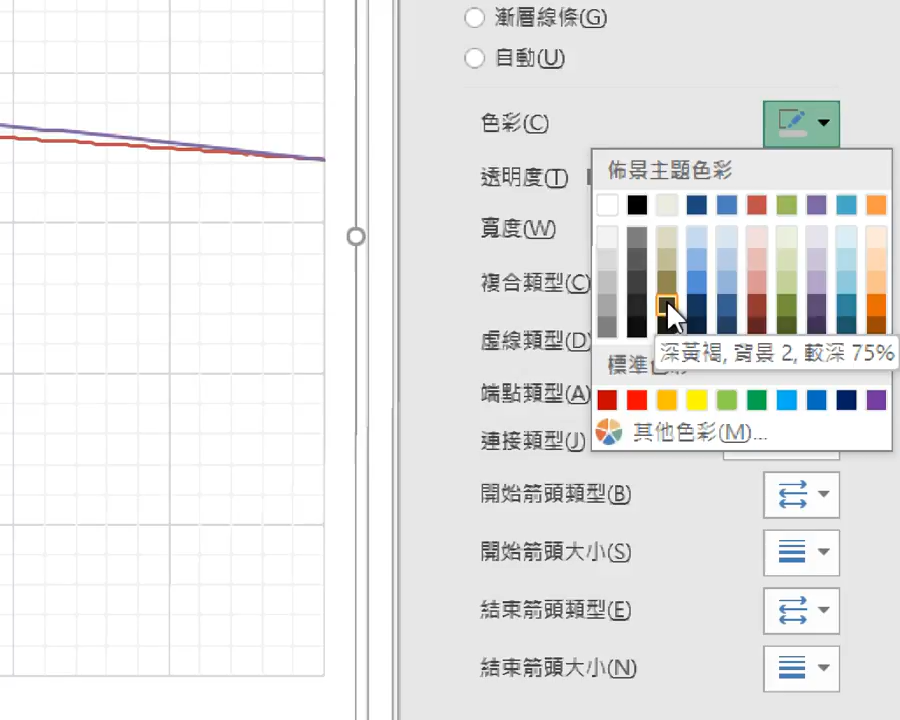 漸層線條(G)
自動(U)
色彩(C)
佈景主題色彩
透明度(T)
寬度(W)
複合類型(C)
虛線類型(D)
深黃褐, 背景 2, 較深 75%
標準色彩
端點類型(A)
其他色彩(M)...
連接類型(J)
開始箭頭類型(B)
開始箭頭大小(S)
結束箭頭類型(E)
結束箭頭大小(N)